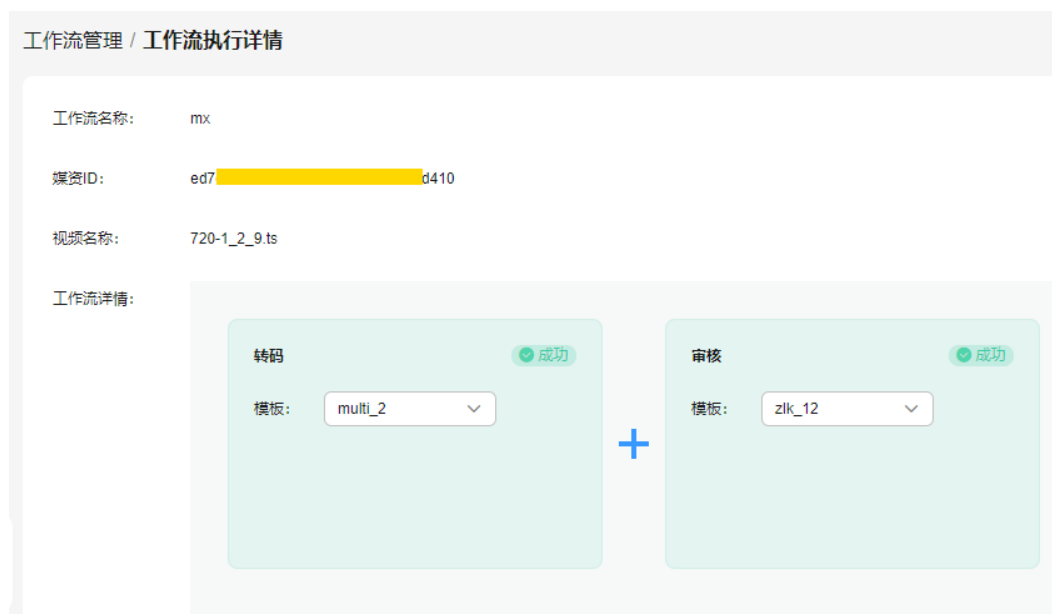 工作流管理 / 工作流执行详情
工作流名称: mx
媒资ID: ed7 d410
视频名称: 720-1_2_9.ts
工作流详情:
转码 成功
模板: multi_2
审核 成功
模板: zlk_12